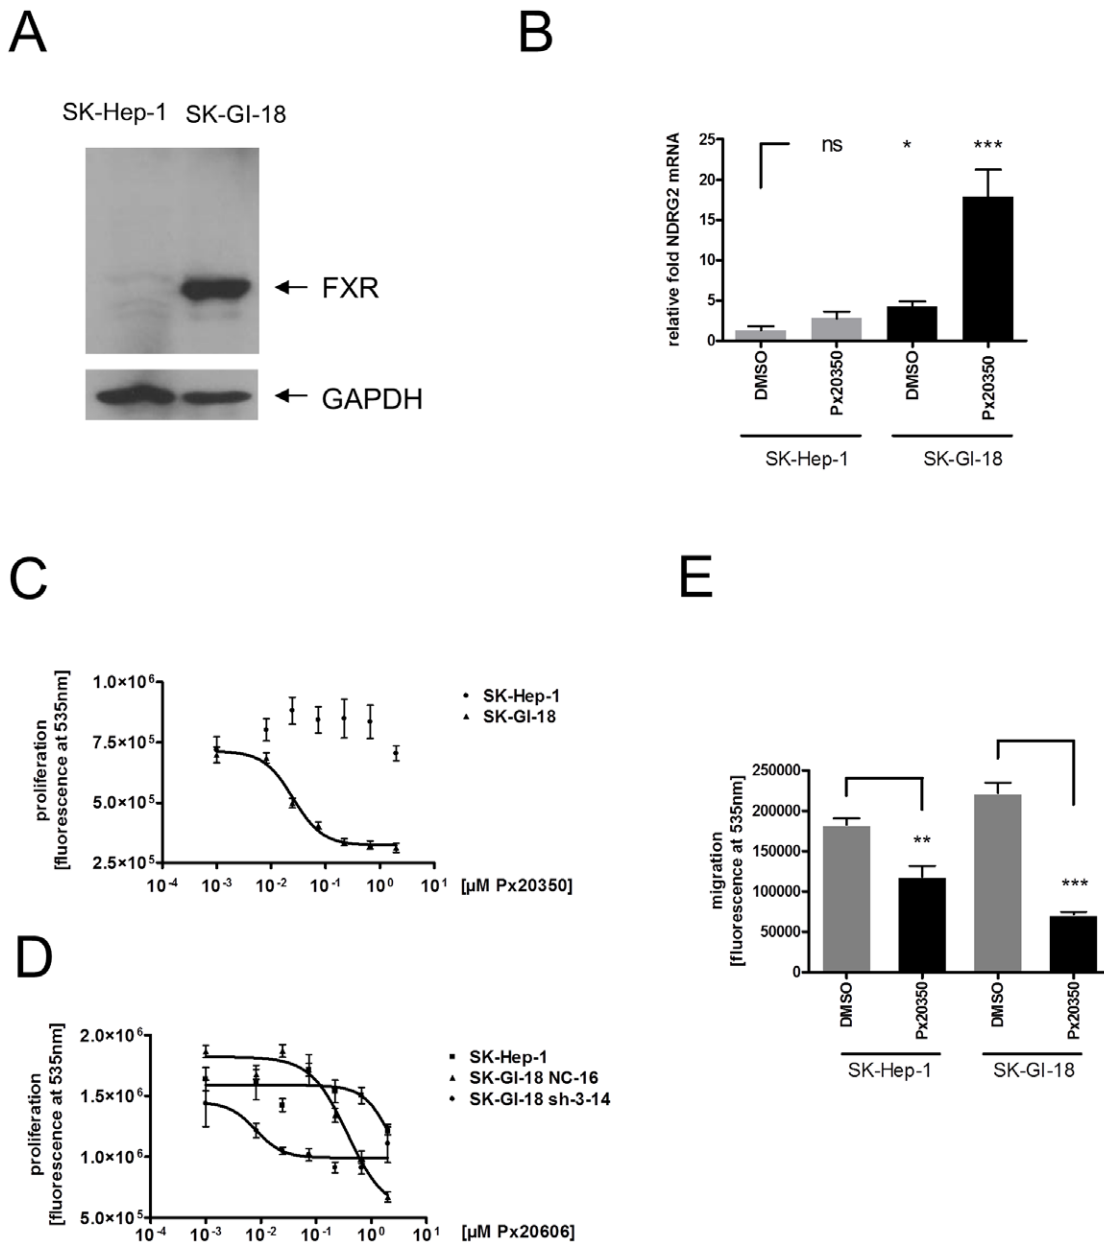 A
SK-Hep-1 SK-Gl-18
FXR
GAPDH
B
relative fold NDRG2 mRNA
25
20
15
10
5
0
ns * ***
DMSO
Px20350
DMSO
Px20350
SK-Hep-1 SK-Gl-18
C
proliferation
[fluorescence at 535nm]
1.0×10⁶
7.5×10⁵
5.0×10⁵
2.5×10⁵
10⁻⁴ 10⁻³ 10⁻² 10⁻¹ 10⁰ 10¹ [µM Px20350]
SK-Hep-1
SK-Gl-18
D
proliferation
[fluorescence at 535nm]
2.0×10⁶
1.5×10⁶
1.0×10⁶
5.0×10⁵
10⁻⁴ 10⁻³ 10⁻² 10⁻¹ 10⁰ 10¹ [µM Px20606]
SK-Hep-1
SK-Gl-18 NC-16
SK-Gl-18 sh-3-14
E
migration
[fluorescence at 535nm]
250000
200000
150000
100000
50000
0
**
***
DMSO
Px20350
DMSO
Px20350
SK-Hep-1 SK-Gl-18